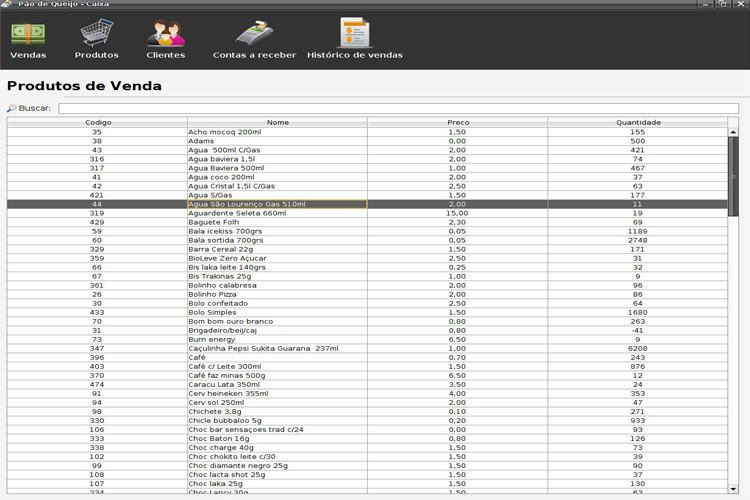 Pão de Queijo - Caixa
Vendas Produtos Clientes Contas a receber Histórico de vendas
Produtos de Venda
Buscar:
Codigo Nome Preco Quantidade
35 Acho mocoq 200ml 1,50 155
38 Adams 0,00 500
43 Agua  500ml C/Gas 2,00 421
316 Agua baviera 1,5l 2,00 74
317 Agua Baviera 500ml 1,00 467
41 Agua coco 200ml 2,00 37
42 Agua Cristal 1,5l C/Gas 2,50 63
421 Agua S/Gas 1,50 177
44 Agua São Lourenço Gas 510ml 2,00 11
319 Aguardente Seleta 660ml 15,00 19
429 Baguete Folh 2,30 69
59 Bala icekiss 700grs 0,05 1189
60 Bala sortida 700grs 0,05 2748
329 Barra Cereal 22g 1,50 171
359 BioLeve Zero Açucar 2,50 31
66 Bis laka leite 140grs 0,25 32
67 Bis Trakinas 25g 1,00 9
361 Bolinho calabresa 2,00 96
26 Bolinho Pizza 2,00 86
30 Bolo confeitado 2,50 64
433 Bolo Simples 1,50 1680
70 Bom bom ouro branco 0,80 263
31 Brigadeiro/beij/caj 0,80 -41
73 Burn energy 6,50 9
347 Caçulinha Pepsi Sukita Guarana  237ml 1,00 6208
396 Café 0,70 243
403 Café c/ Leite 300ml 1,50 876
370 Café faz minas 500g 6,50 12
474 Caracu Lata 350ml 3,50 24
91 Cerv heineken 355ml 4,00 353
94 Cerv sol 250ml 2,00 47
98 Chichete 3,8g 0,10 271
330 Chicle bubbaloo 5g 0,20 933
106 Choc bar sensaçoes trad c/24 0,00 93
333 Choc Baton 16g 0,80 126
338 Choc charge 40g 1,50 73
102 Choc chokito leite c/30 1,50 39
99 Choc diamante negro 25g 1,50 90
108 Choc lacta shot 25g 1,50 37
107 Choc laka 25g 1,50 130
334 Choc Lancy 30g 1,50 63